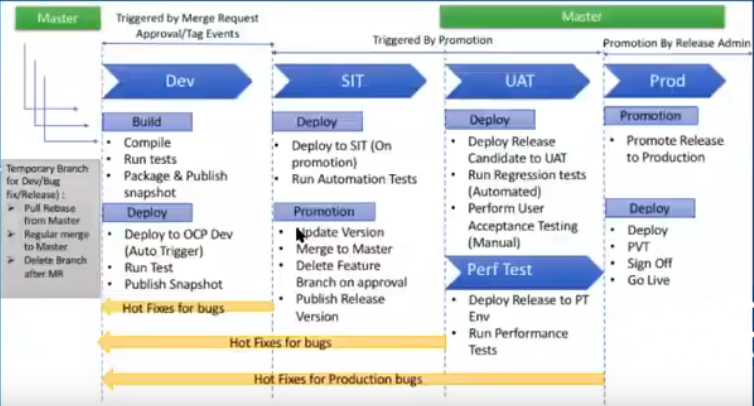 Master
Master
Triggered by Merge Request
Approval/Tag Events
Triggered By Promotion
Promotion By Release Admin
Dev
SIT
UAT
Prod
Build
Compile
Run tests
Package & Publish
snapshot
Deploy
Deploy to OCP Dev
(Auto Trigger)
Run Test
Publish Snapshot
Deploy
Deploy to SIT (On
promotion)
Run Automation Tests
Promotion
Update Version
Merge to Master
Delete Feature
Branch on approval
Publish Release
Version
Deploy
Deploy Release
Candidate to UAT
Run Regression tests
(Automated)
Perform User
Acceptance Testing
(Manual)
Perf Test
Deploy Release to PT
Env
Run Performance
Tests
Promotion
Promote Release
to Production
Deploy
Deploy
PVT
Sign Off
Go Live
Temporary Branch
for Dev/Bug
fix/Release) :
Pull Rebase
from Master
Regular merge
to Master
Delete Branch
after MR
Hot Fixes for bugs
Hot Fixes for bugs
Hot Fixes for Production bugs